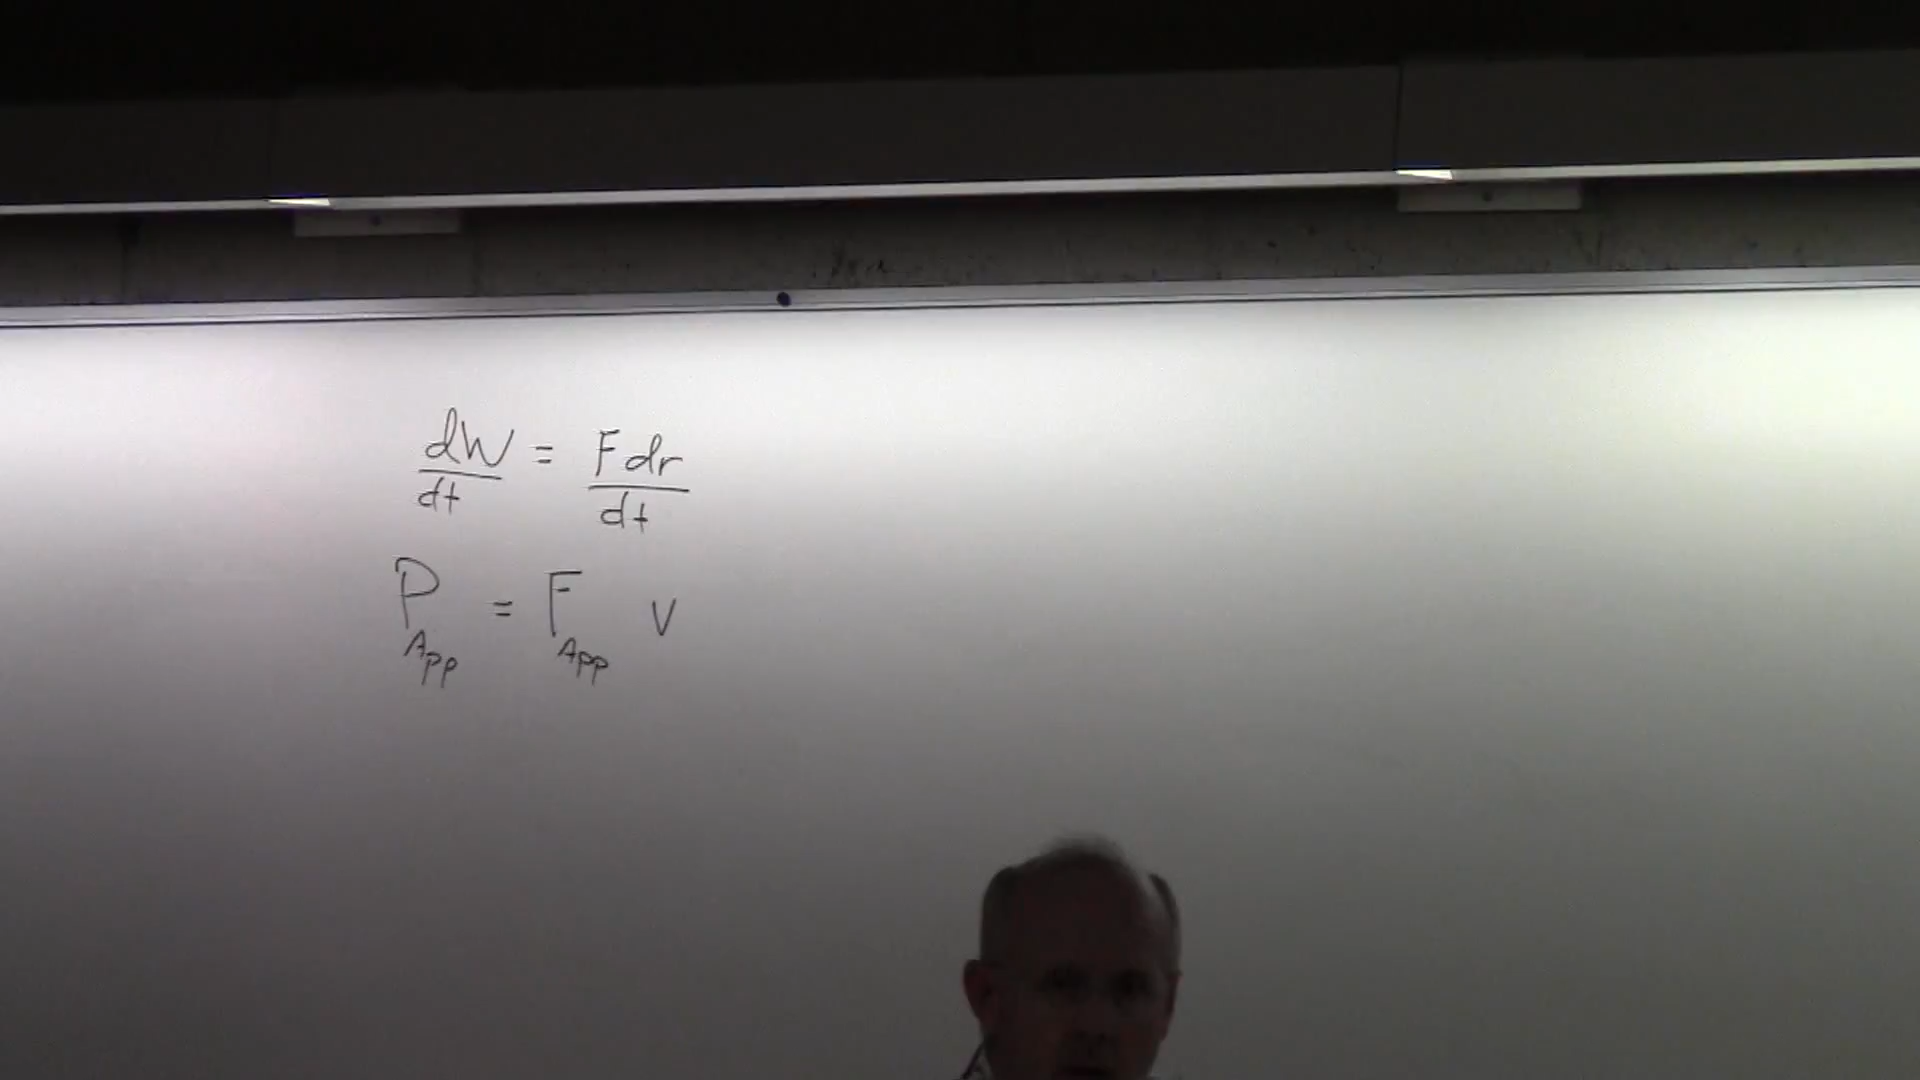 dW/dt = F dr/dt
P_App = F_App v